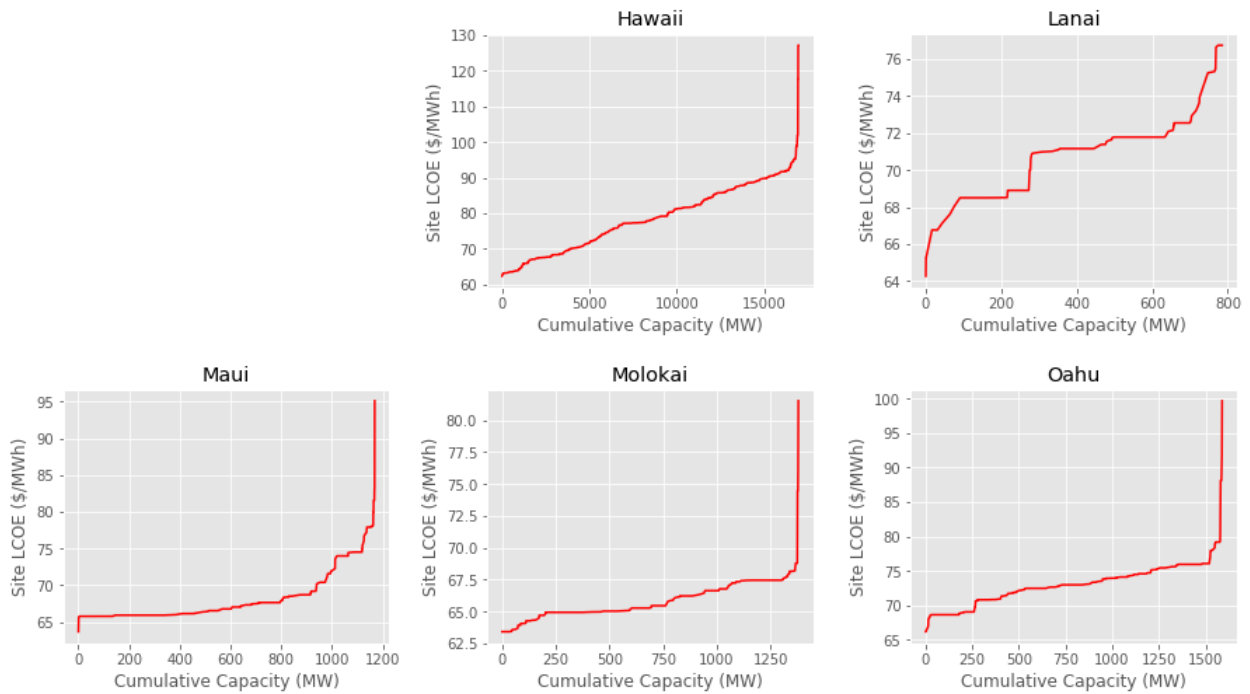 Hawaii
130
120
110
100
90
80
70
60
Site LCOE ($/MWh)
0 5000 10000 15000
Cumulative Capacity (MW)
Lanai
76
74
72
70
68
66
64
Site LCOE ($/MWh)
0 200 400 600 800
Cumulative Capacity (MW)
Maui
95
90
85
80
75
70
65
Site LCOE ($/MWh)
0 200 400 600 800 1000 1200
Cumulative Capacity (MW)
Molokai
80.0
77.5
75.0
72.5
70.0
67.5
65.0
62.5
Site LCOE ($/MWh)
0 250 500 750 1000 1250
Cumulative Capacity (MW)
Oahu
100
95
90
85
80
75
70
65
Site LCOE ($/MWh)
0 250 500 750 1000 1250 1500
Cumulative Capacity (MW)